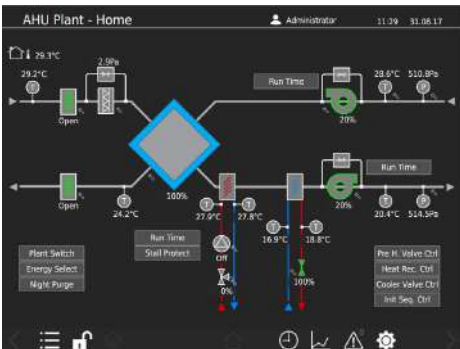 AHU Plant - Home
Administrator
11:29 31.08.17
29.3°C
29.2°C
2.9Pa
Run Time
28.6°C
510.8Pa
Open
20%
Run Time
Open
24.2°C
100%
27.9°C
27.8°C
20%
20.4°C
514.5Pa
16.9°C
18.8°C
Plant Switch
Energy Select
Night Purge
Run Time
Stall Protect
Off
0%
100%
Pre H. Valve Ctrl
Heat Rec. Ctrl
Cooler Valve Ctrl
Init Seq. Ctrl